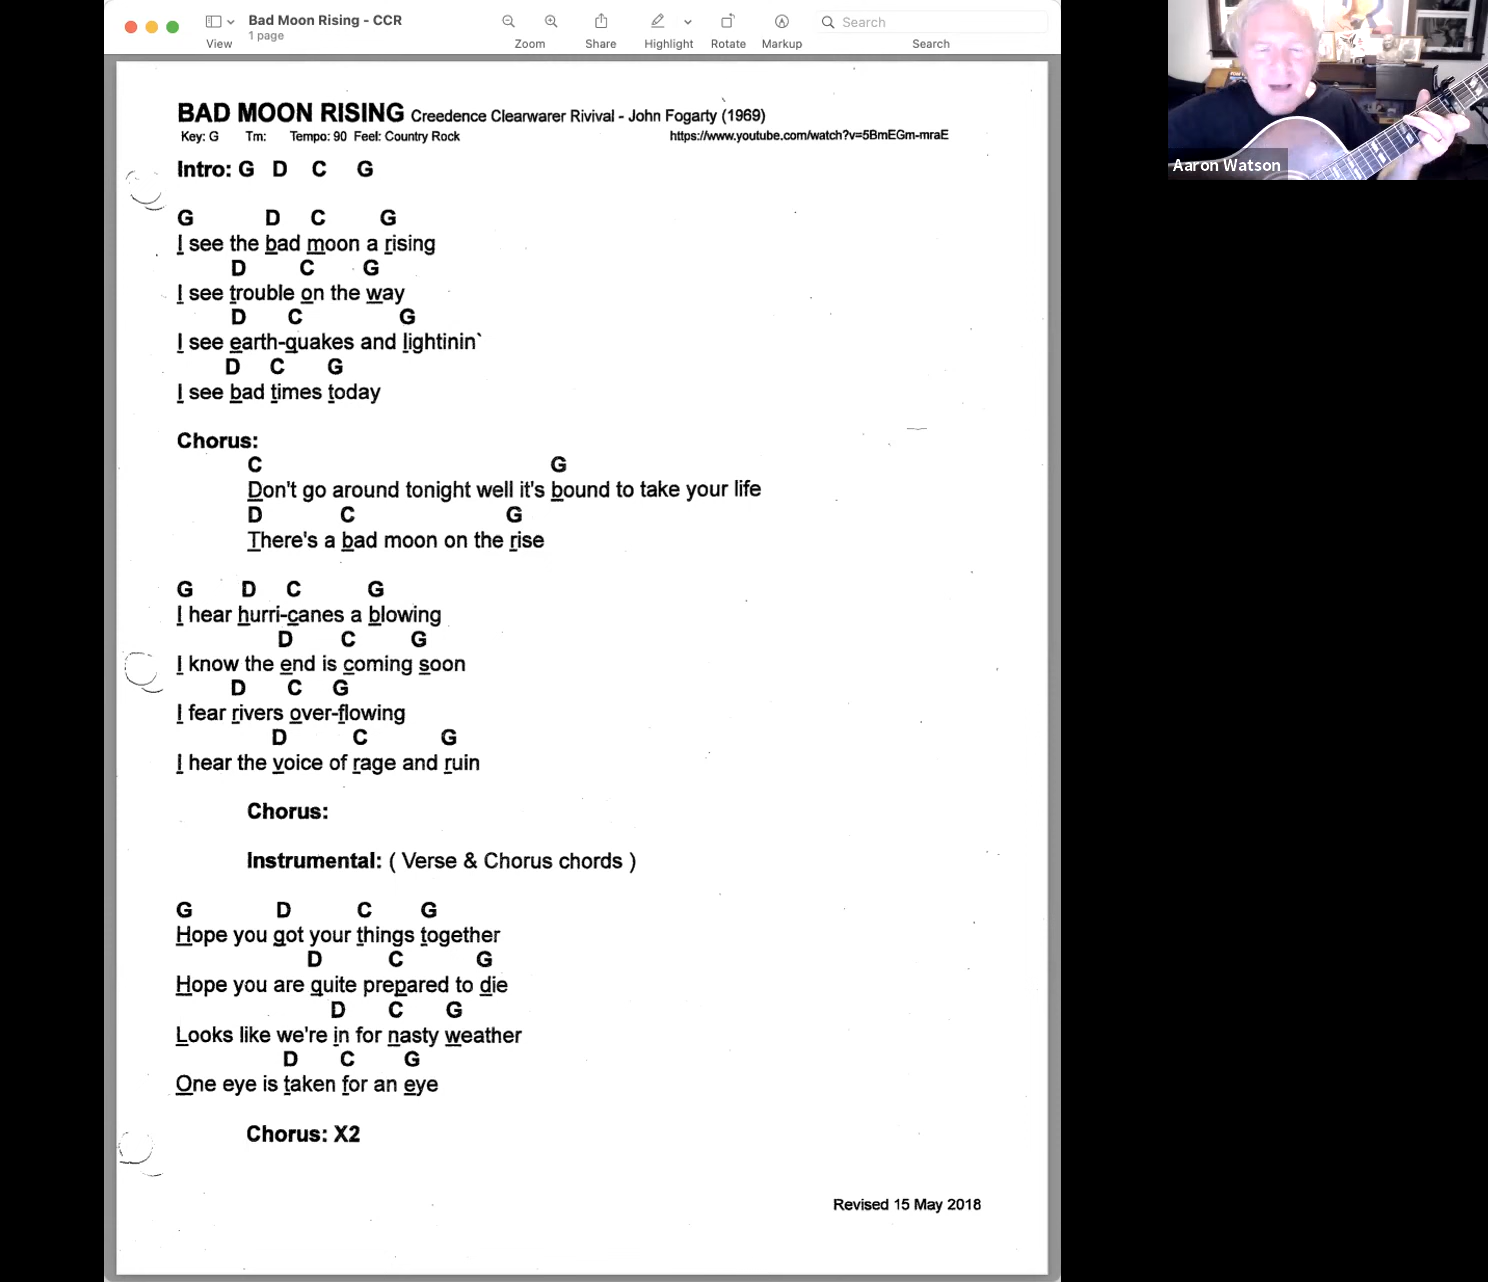 Bad Moon Rising - CCR
1 page
View
Zoom
Share
Highlight
Rotate
Markup
Search
Search
BAD MOON RISING Creedence Clearwarer Rivival - John Fogarty (1969)
Key: G Tm: Tempo: 90 Feel: Country Rock https://www.youtube.com/watch?v=5BmEGm-mraE
Intro: G D C G
G D C G
I see the bad moon a rising
D C G
I see trouble on the way
D C G
I see earth-quakes and lightinin`
D C G
I see bad times today
Chorus:
C G
Don't go around tonight well it's bound to take your life
D C G
There's a bad moon on the rise
G D C G
I hear hurri-canes a blowing
D C G
I know the end is coming soon
D C G
I fear rivers over-flowing
D C G
I hear the voice of rage and ruin
Chorus:
Instrumental: ( Verse & Chorus chords )
G D C G
Hope you got your things together
D C G
Hope you are quite prepared to die
D C G
Looks like we're in for nasty weather
D C G
One eye is taken for an eye
Chorus: X2
Revised 15 May 2018
Aaron Watson